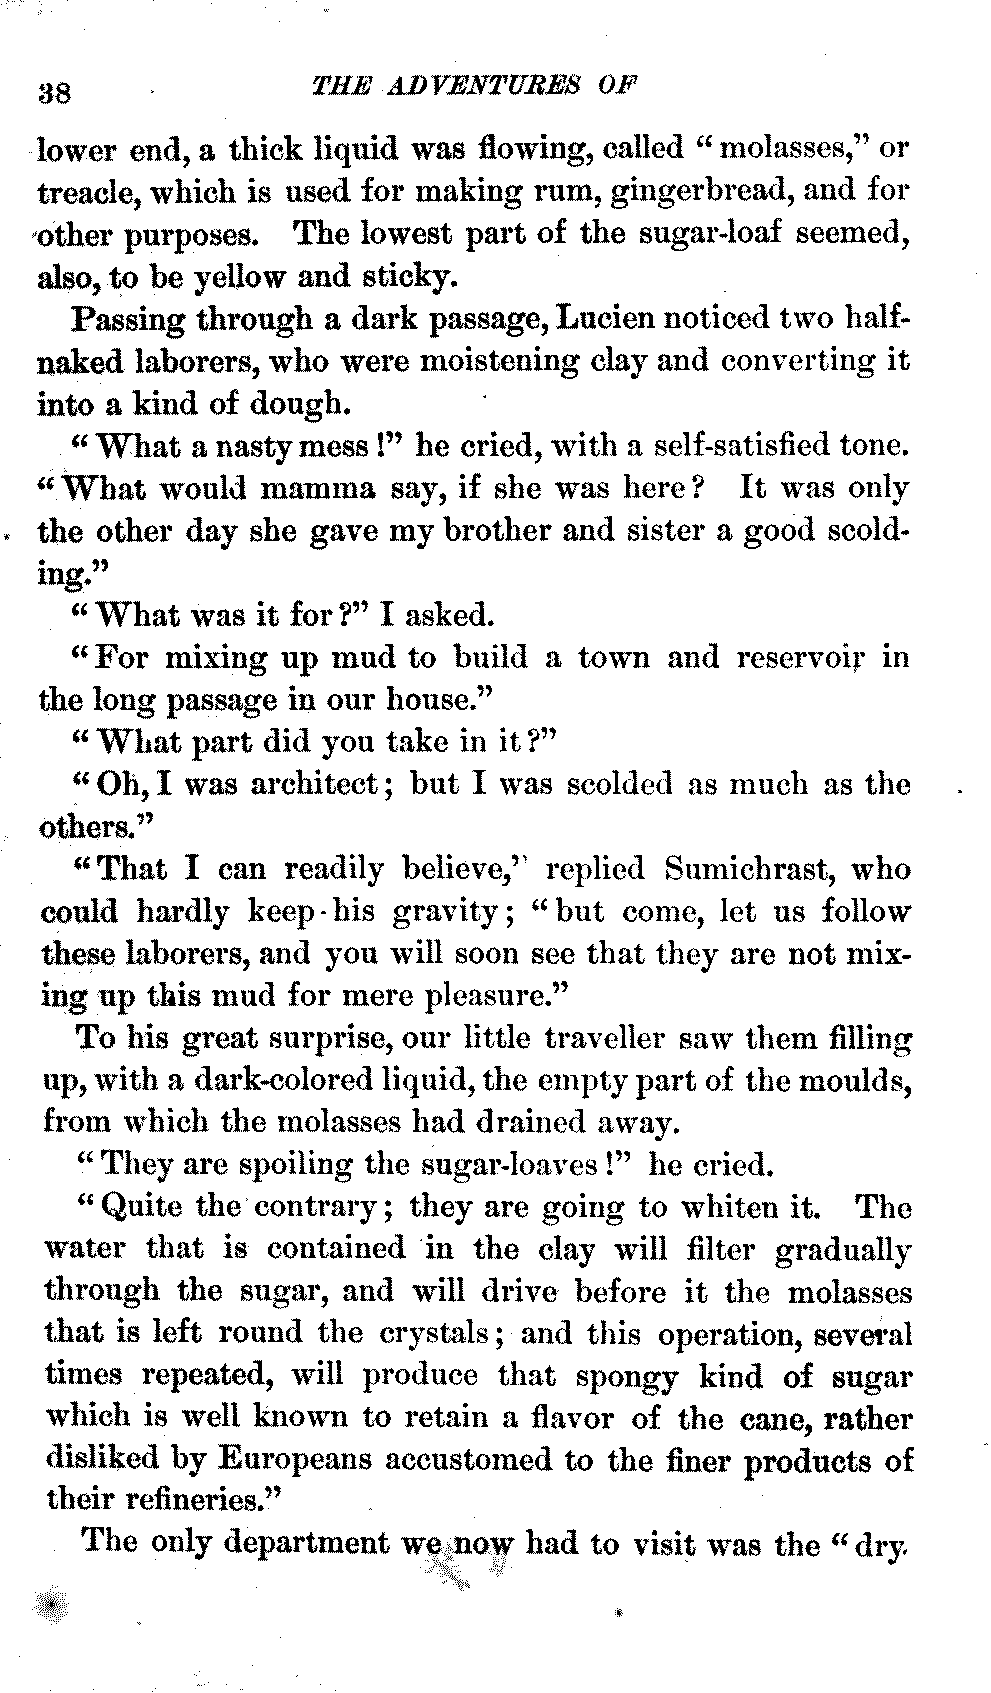 38 THE ADVENTURES OF
lower end, a thick liquid was flowing, called “molasses,” or
treacle, which is used for making rum, gingerbread, and for
other purposes. The lowest part of the sugar-loaf seemed,
also, to be yellow and sticky.
Passing through a dark passage, Lucien noticed two half-
naked laborers, who were moistening clay and converting it
into a kind of dough.
“What a nasty mess!” he cried, with a self-satisfied tone.
“What would mamma say, if she was here? It was only
the other day she gave my brother and sister a good scold-
ing.”
“What was it for?” I asked.
“For mixing up mud to build a town and reservoir in
the long passage in our house.”
“What part did you take in it?”
“Oh, I was architect; but I was scolded as much as the
others.”
“That I can readily believe,” replied Sumichrast, who
could hardly keep his gravity; “but come, let us follow
these laborers, and you will soon see that they are not mix-
ing up this mud for mere pleasure.”
To his great surprise, our little traveller saw them filling
up, with a dark-colored liquid, the empty part of the moulds,
from which the molasses had drained away.
“They are spoiling the sugar-loaves!” he cried.
“Quite the contrary; they are going to whiten it. The
water that is contained in the clay will filter gradually
through the sugar, and will drive before it the molasses
that is left round the crystals; and this operation, several
times repeated, will produce that spongy kind of sugar
which is well known to retain a flavor of the cane, rather
disliked by Europeans accustomed to the finer products of
their refineries.”
The only department we now had to visit was the “dry-